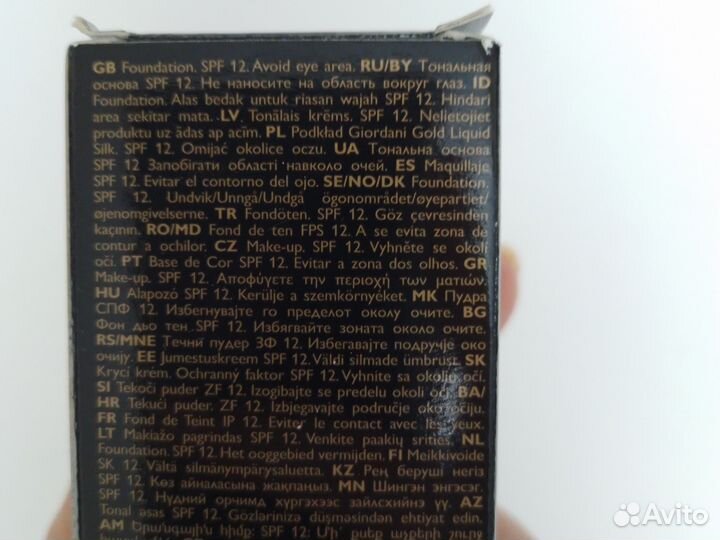 GB Foundation. SPF 12. Avoid eye area. RU/BY Тональная
основа SPF 12. Не наносите на область вокруг глаз. ID
Foundation. Alas bedak untuk riasan wajah SPF 12. Hindari
area sekitar mata. LV Tonālais krēms. SPF 12. Nelietojiet
produktu uz ādas ap acīm. PL Podkład Giordani Gold Liquid
Silk. SPF 12. Omijać okolice oczu. UA Тональна основа
SPF 12 Запобігати області навколо очей. ES Maquillaje
SPF 12. Evitar el contorno del ojo. SE/NO/DK Foundation.
SPF 12. Undvik/Unngå/Undgå ögonområdet/øyepartiet/
øjenomgivelserne. TR Fondöten. SPF 12. Göz çevresinden
kaçının. RO/MD Fond de ten FPS 12. A se evita zona de
contur a ochilor. CZ Make-up. SPF 12. Vyhněte se okolí
očí. PT Base de Cor SPF 12. Evitar a zona dos olhos. GR
Make-up. SPF 12. Αποφύγετε την περιοχή των ματιών.
HU Alapozó SPF 12. Kerülje a szemkörnyéket. MK Пудра
СПФ 12. Избегнувајте го пределот околу очите. BG
Фон дьо тен SPF 12. Избягвайте зоната около очите.
RS/MNE Течни пудер ЗФ 12. Избегавајте подручје око
очију. EE Jumestuskreem SPF 12. Väldi silmade ümbrust. SK
Krycí krém. Ochranný faktor SPF 12. Vyhnite sa okoliu očí.
SI Tekoči puder ZF 12. Izogibajte se predelu okoli oči. BA/
HR Tekući puder. ZF 12. Izbjegavajte područje oko očiju.
FR Fond de Teint IP 12. Eviter le contact avec les yeux.
LT Makiažo pagrindas SPF 12. Venkite paakių srities. NL
Foundation. SPF 12. Het ooggebied vermijden. FI Meikkivoide
SK 12. Vältä silmänympärysaluetta. KZ Рең беруші негіз
SPF 12. Көз айналасына жақпаңыз. MN Шингэн энгэсэг.
SPF 12. Нүдний орчимд хүргэхээс зайлсхийнэ үү. AZ
Tonal əsas SPF 12. Gözlərinizə düşməsindən ehtiyat edin.
AM Երանգային հիմք: SPF 12: Մի՛ քսեք աչքերի շուրջ
Avito